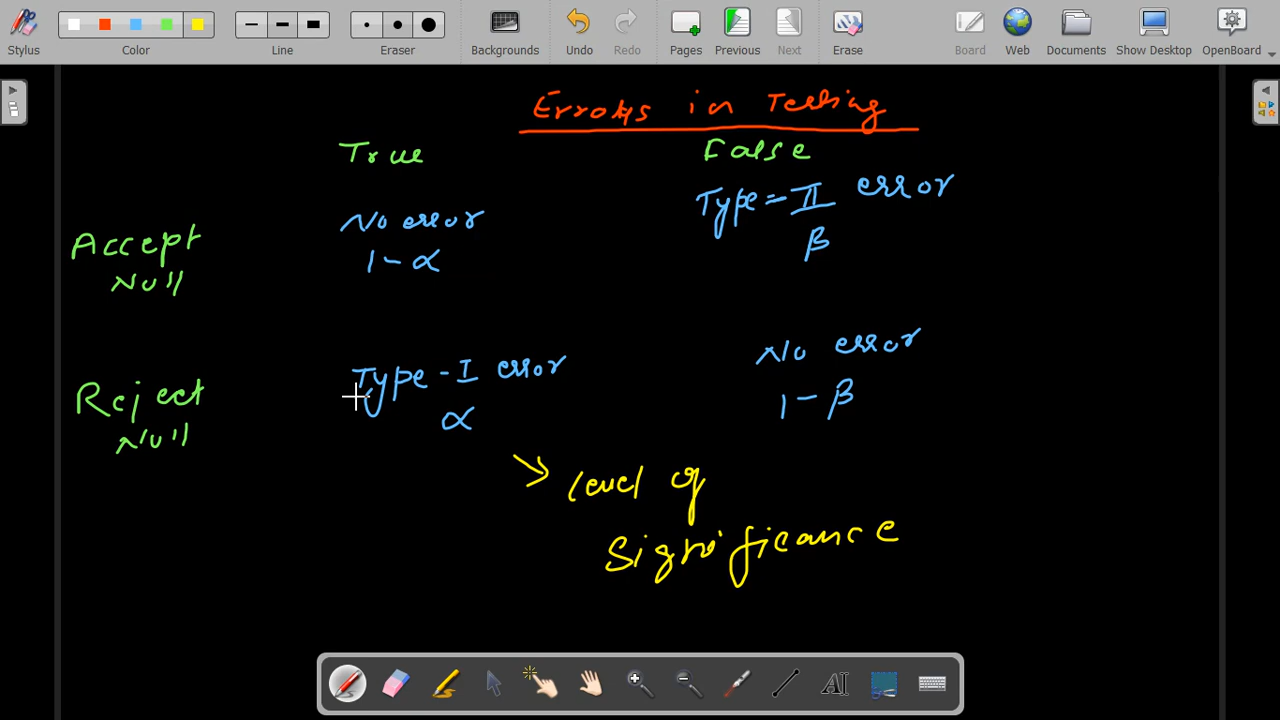 Stylus
Color
Line
Eraser
Backgrounds
Undo
Redo
Pages
Previous
Next
Erase
Board
Web
Documents
Show Desktop
OpenBoard
Errors in Testing
True False
Type-II error
No error
β
Accept
1-α
Null
No error
Type-I error
Reject
1-β
α
Null
level of
Significance
AI